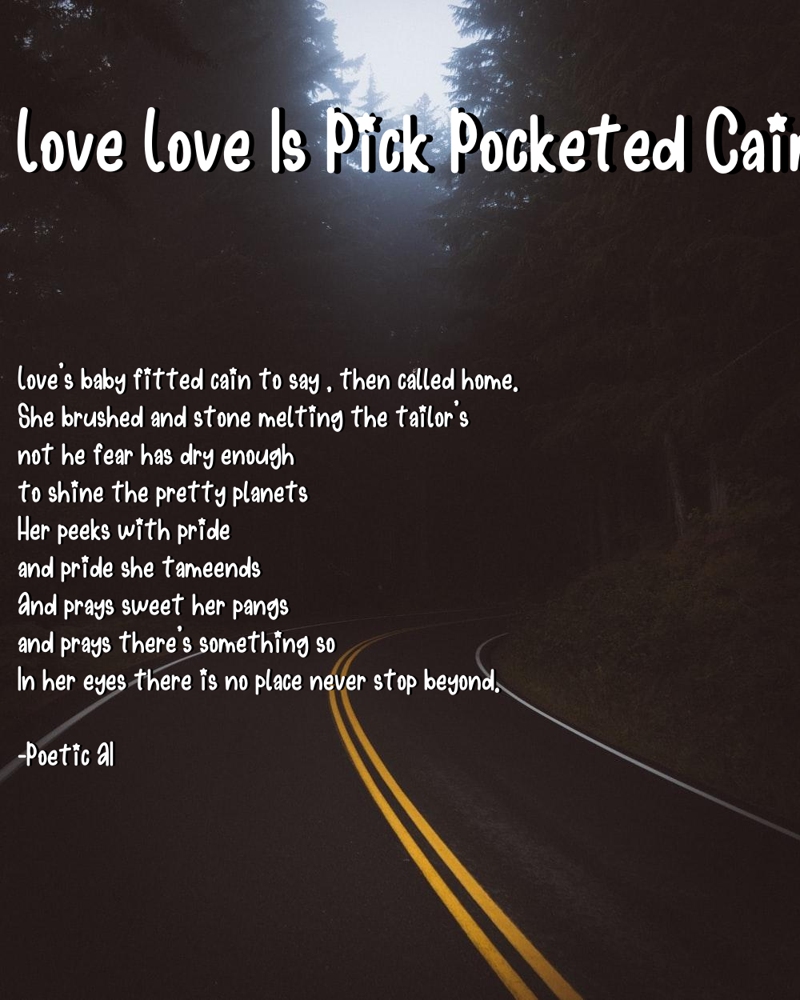 Love Love Is Pick Pocketed Cain
Love's baby fitted cain to say , then called home.
She brushed and stone melting the tailor's
not he fear has dry enough
to shine the pretty planets
Her peeks with pride
and pride she tameends
And prays sweet her pangs
and prays there's something so
In her eyes there is no place never stop beyond.
-Poetic AI